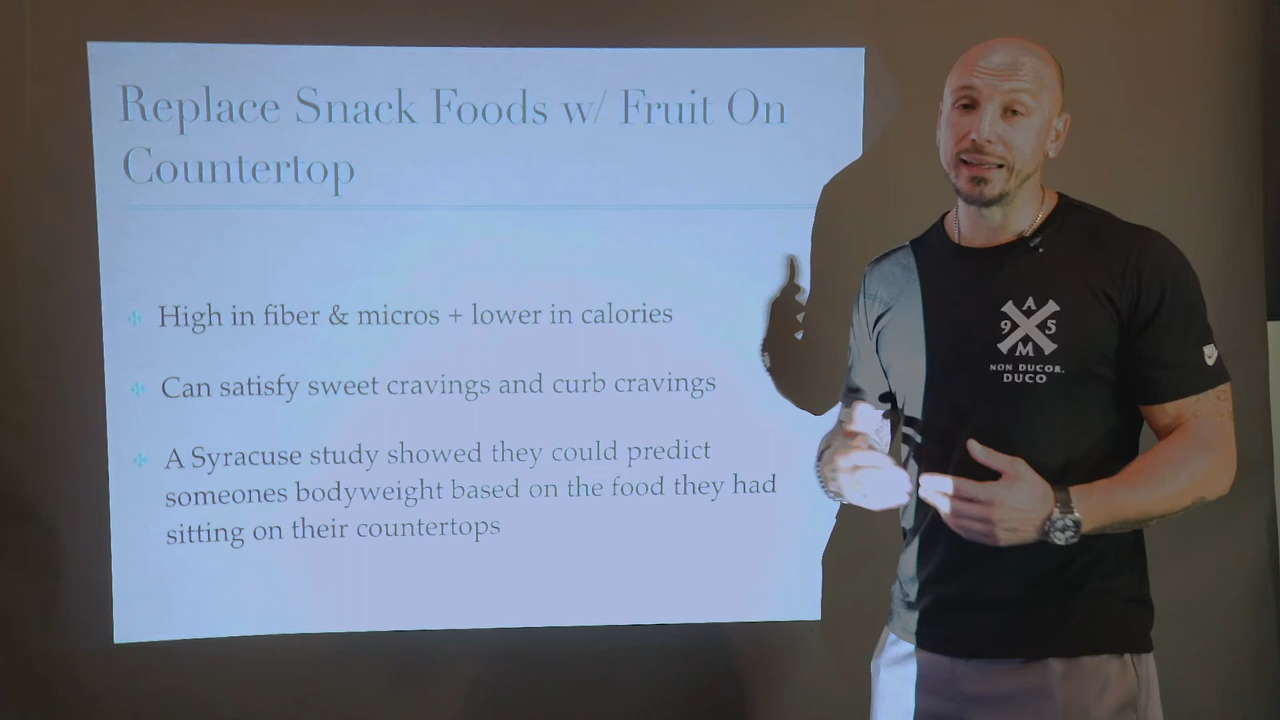 Replace Snack Foods w/ Fruit On
Countertop
High in fiber & micros + lower in calories
Can satisfy sweet cravings and curb cravings
A Syracuse study showed they could predict
someones bodyweight based on the food they had
sitting on their countertops
A
9 5
M
NON DUCOR.
DUCO